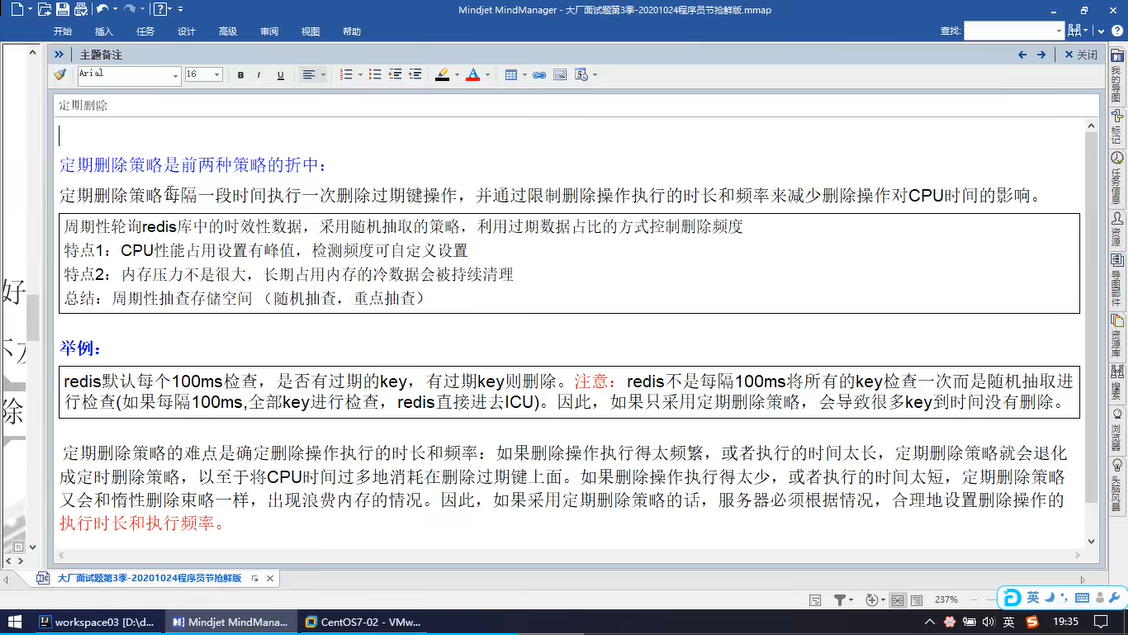 Mindjet MindManager - 大厂面试题第3季-20201024程序员节抢鲜版.mmap
开始 插入 任务 设计 高级 审阅 视图 帮助
查找:
主题备注
关闭
Arial 16 B I U
定期删除
定期删除策略是前两种策略的折中：
定期删除策略每隔一段时间执行一次删除过期键操作，并通过限制删除操作执行的时长和频率来减少删除操作对CPU时间的影响。
周期性轮询redis库中的时效性数据，采用随机抽取的策略，利用过期数据占比的方式控制删除频度
特点1：CPU性能占用设置有峰值，检测频度可自定义设置
特点2：内存压力不是很大，长期占用内存的冷数据会被持续清理
总结：周期性抽查存储空间 （随机抽查，重点抽查）
举例：
redis默认每个100ms检查，是否有过期的key，有过期key则删除。注意：redis不是每隔100ms将所有的key检查一次而是随机抽取进
行检查(如果每隔100ms,全部key进行检查，redis直接进去ICU)。因此，如果只采用定期删除策略，会导致很多key到时间没有删除。
定期删除策略的难点是确定删除操作执行的时长和频率：如果删除操作执行得太频繁，或者执行的时间太长，定期删除策略就会退化
成定时删除策略，以至于将CPU时间过多地消耗在删除过期键上面。如果删除操作执行得太少，或者执行的时间太短，定期删除策略
又会和惰性删除束略一样，出现浪费内存的情况。因此，如果采用定期删除策略的话，服务器必须根据情况，合理地设置删除操作的
执行时长和执行频率。
好
除
我的导图
标记
任务信息
资源
导图部件
资源库
搜索
浏览器
头脑风暴
大厂面试题第3季-20201024程序员节抢鲜版
237%
英
workspace03 [D:\d...
Mindjet MindMana...
CentOS7-02 - VMw...
英
19:35